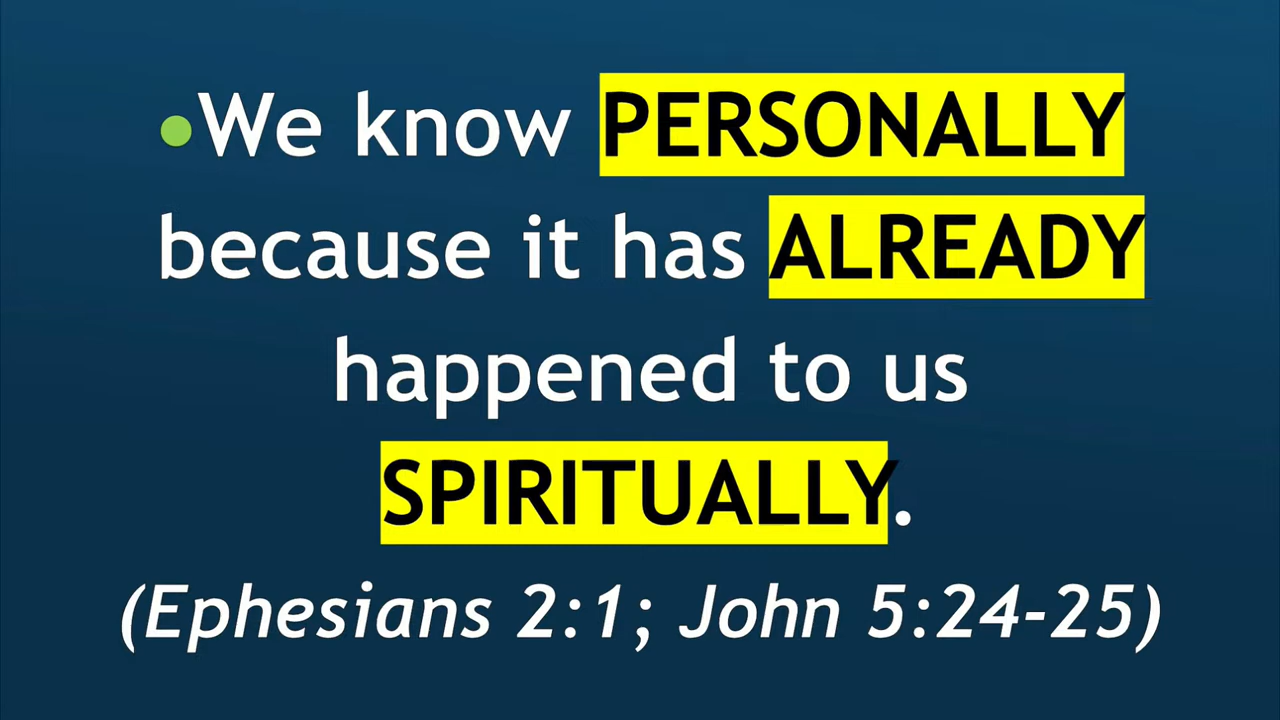 •We know PERSONALLY
because it has ALREADY
happened to us
SPIRITUALLY.
(Ephesians 2:1; John 5:24-25)